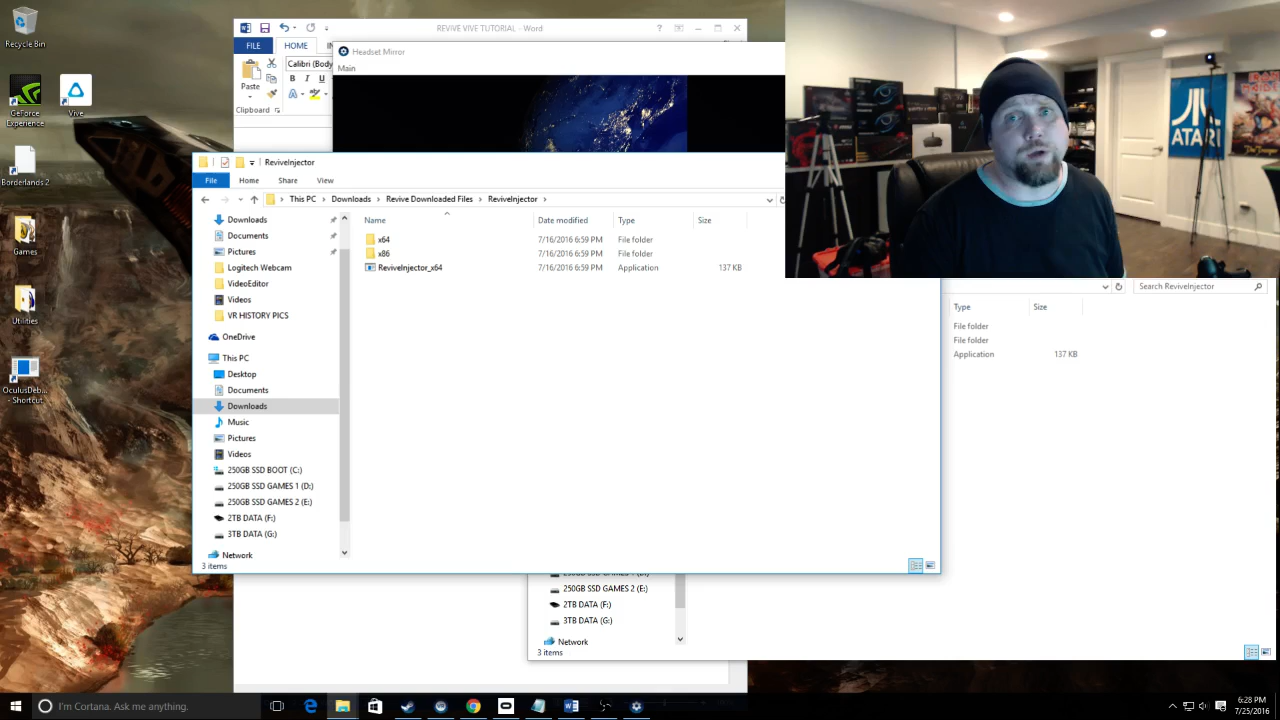 Recycle Bin
GeForce Experience
Vive
Borderlands 2
Games
Utilities
OculusDeb... - Shortcut
REVIVE VIVE TUTORIAL - Word
FILE
HOME
Calibri (Body
Paste
B I U
Clipboard
Headset Mirror
Main
ReviveInjector
File
Home
Share
View
This PC
Downloads
Revive Downloaded Files
ReviveInjector
Name
Date modified
Type
Size
x64
7/16/2016 6:59 PM
File folder
x86
7/16/2016 6:59 PM
File folder
ReviveInjector_x64
7/16/2016 6:59 PM
Application
137 KB
Downloads
Documents
Pictures
Logitech Webcam
VideoEditor
Videos
VR HISTORY PICS
OneDrive
This PC
Desktop
Documents
Downloads
Music
Pictures
Videos
250GB SSD BOOT (C:)
250GB SSD GAMES 1 (D:)
250GB SSD GAMES 2 (E:)
2TB DATA (F:)
3TB DATA (G:)
Network
3 items
ATARI
Search ReviveInjector
Type
Size
File folder
File folder
Application
137 KB
250GB SSD GAMES 2 (E:)
2TB DATA (F:)
3TB DATA (G:)
Network
3 items
I'm Cortana. Ask me anything.
6:28 PM
7/25/2016